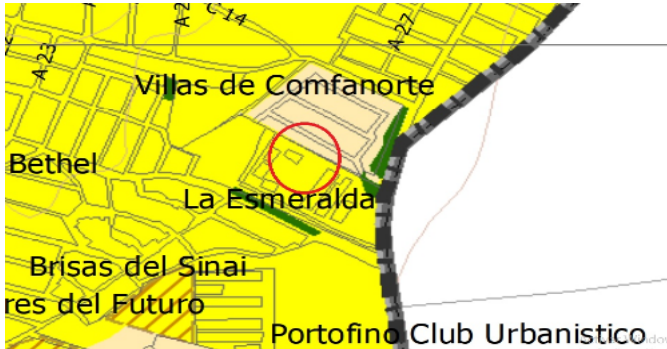 C 14
A-2
A-27
A-23
Villas de Comfanorte
Bethel
La Esmeralda
Brisas del Sinai
res del Futuro
Portofino Club Urbanistico